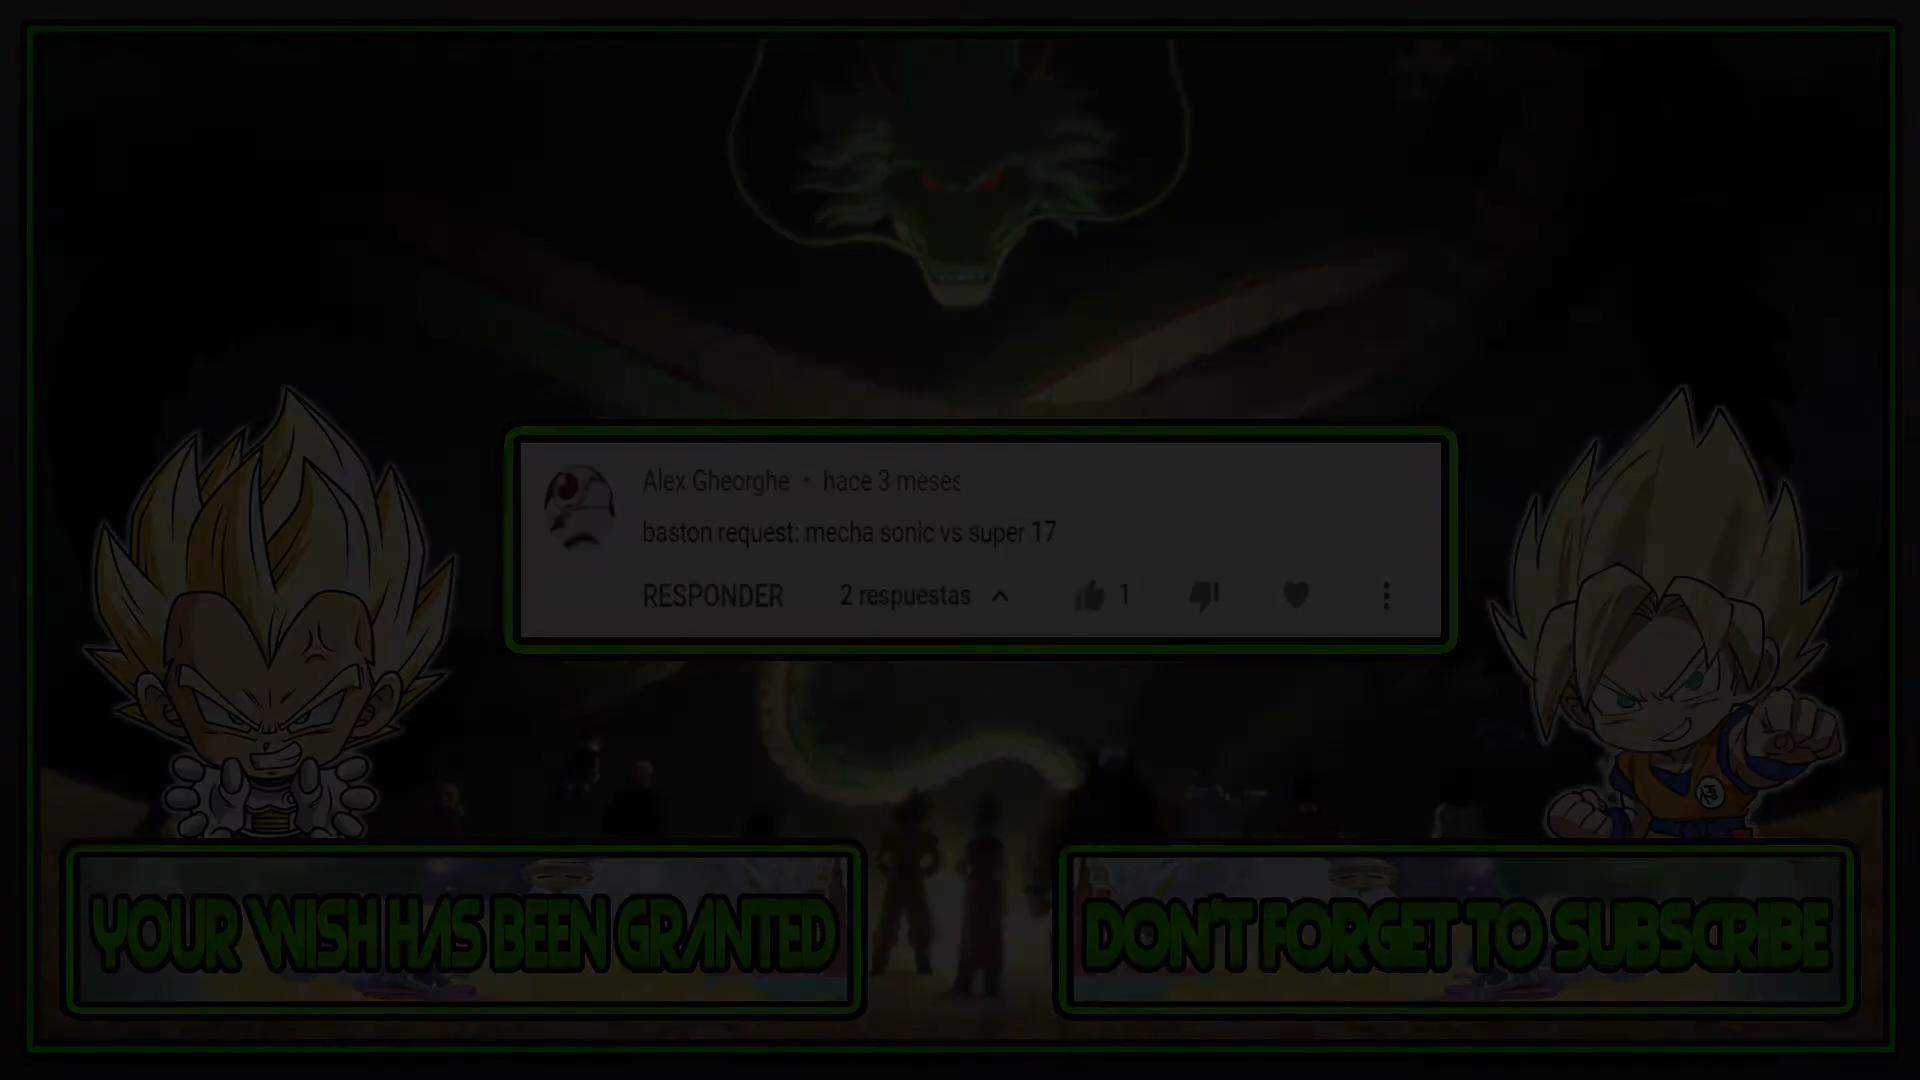 Alex Gheorghe • hace 3 meses
baston request: mecha sonic vs super 17
RESPONDER 2 respuestas 1
YOUR WISH HAS BEEN GRANTED
DON'T FORGET TO SUBSCRIBE